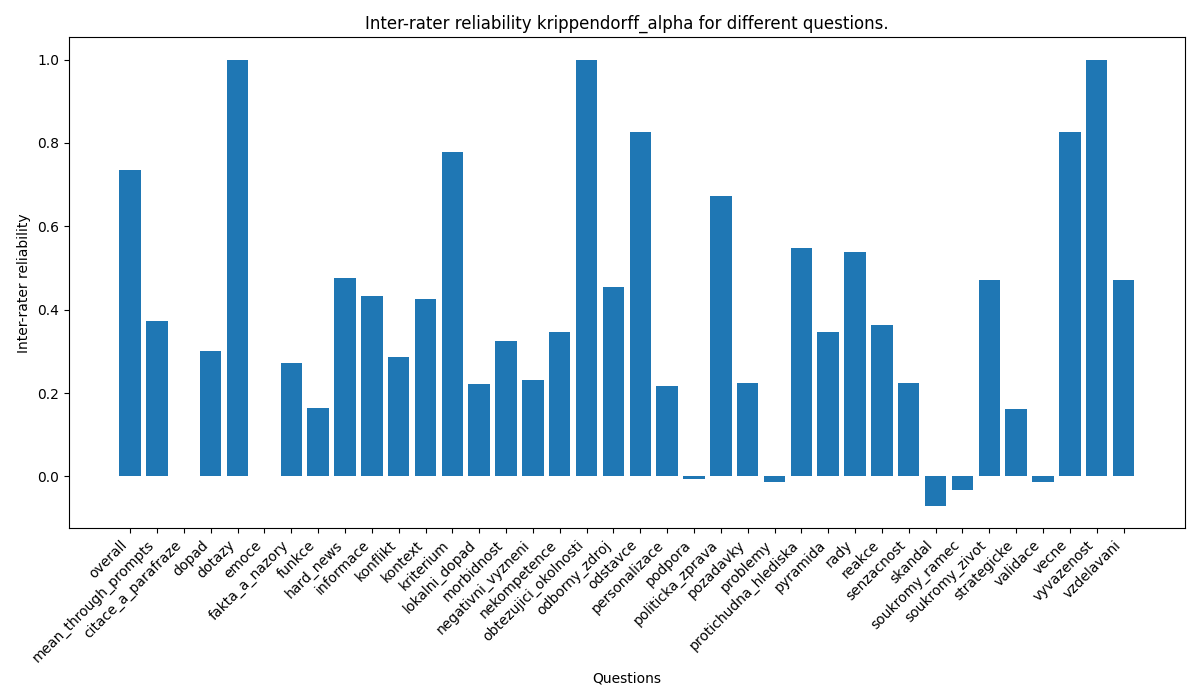 Inter-rater reliability krippendorff_alpha for different questions.
Inter-rater reliability
1.0
0.8
0.6
0.4
0.2
0.0
overall
mean_through_prompts
citace_a_parafraze
dopad
dotazy
emoce
fakta_a_nazory
funkce
hard_news
informace
konflikt
kontext
kriterium
lokalni_dopad
morbidnost
negativni_vyzneni
nekompetence
obtezujici_okolnosti
odborny_zdroj
odstavce
personalizace
podpora
politicka_zprava
pozadavky
problemy
protichudna_hlediska
pyramida
rady
reakce
senzacnost
skandal
soukromy_ramec
soukromy_zivot
strategicke
validace
vecne
vyvazenost
vzdelavani
Questions